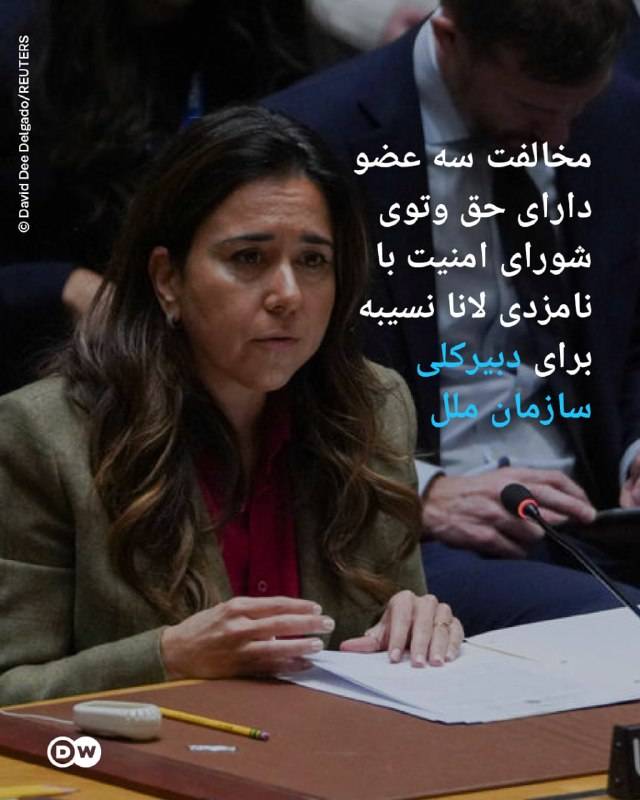 © David Dee Delgado/REUTERS
مخالفت سه عضو
دارای حق وتوی
شورای امنیت با
نامزدی لانا نسیبه
برای دبیرکلی
سازمان ملل
DW